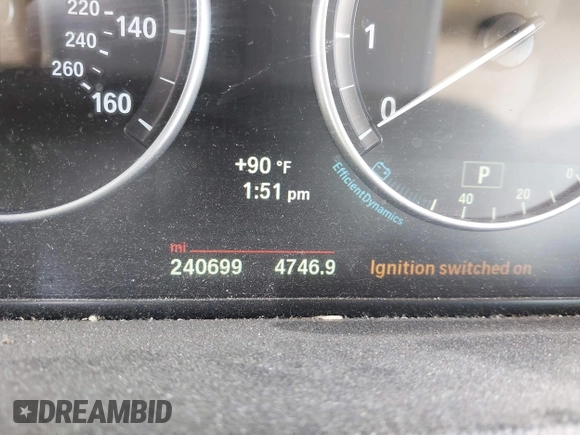 220
140
240
260
160
1
0
+90 °F
1:51 pm
EfficientDynamics
P
40
20
0
mi
240699 4746.9 Ignition switched on
DREAMBID